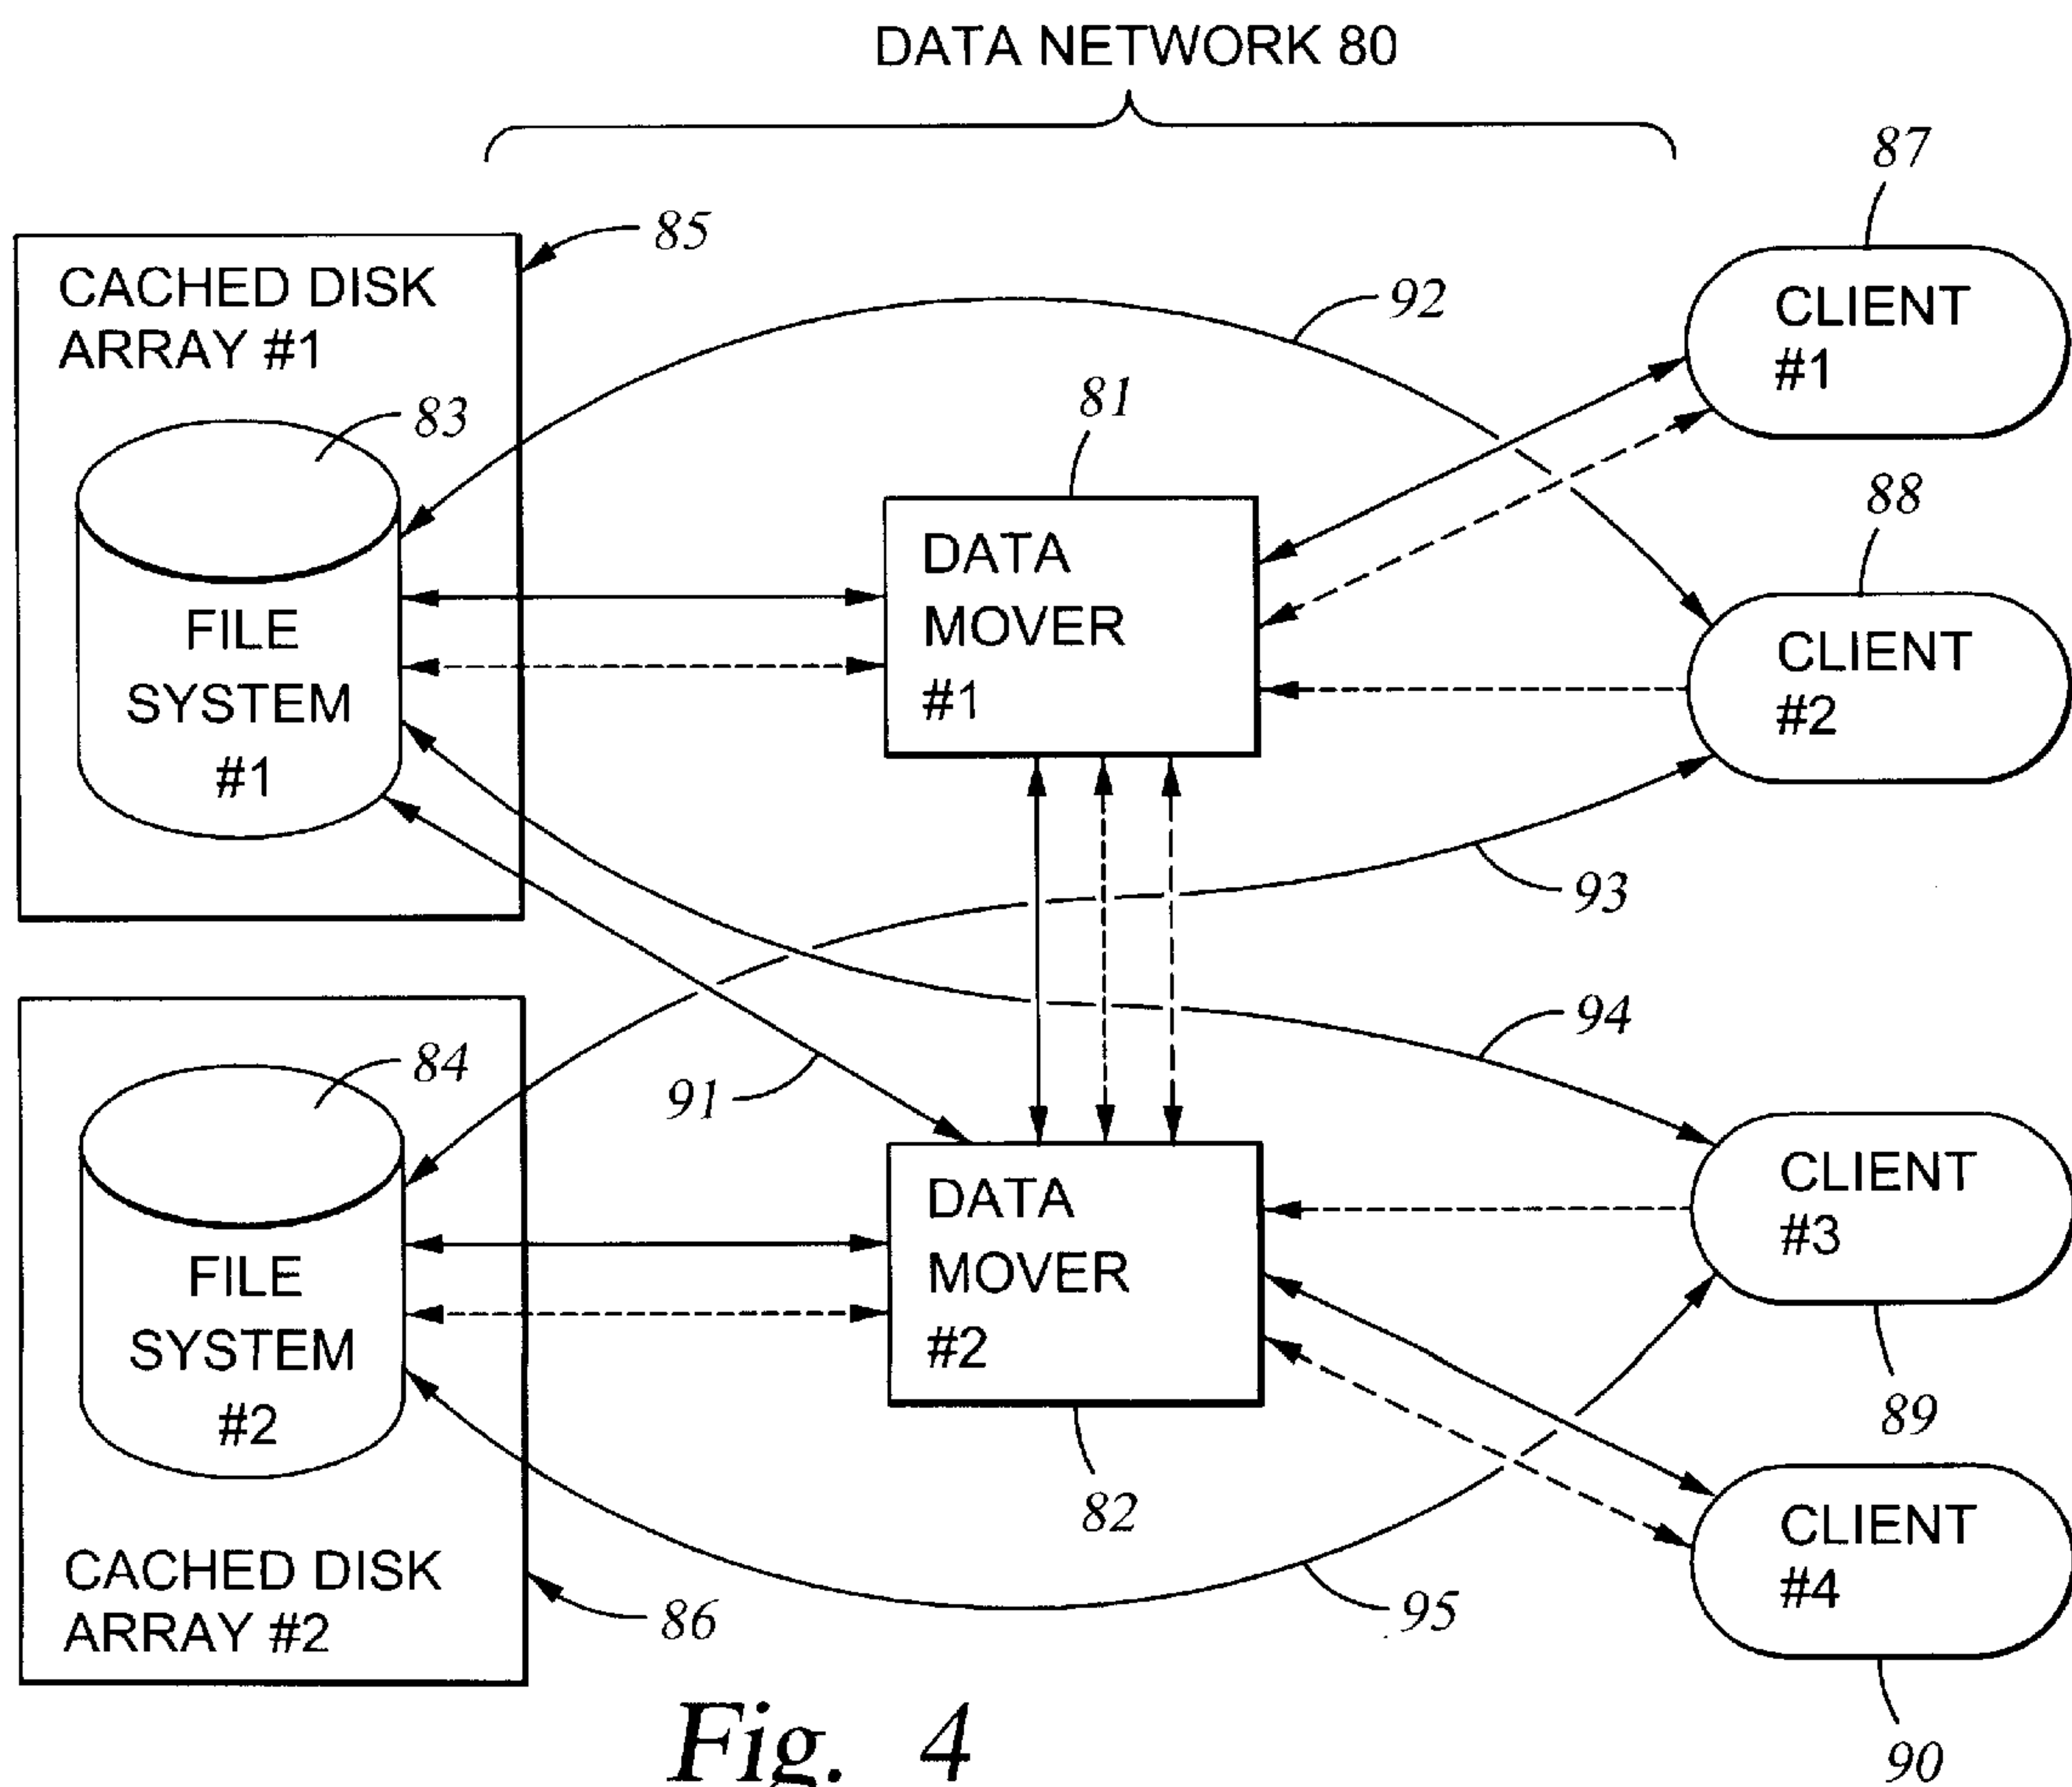 DATA NETWORK 80
87
85
CACHED DISK
ARRAY #1
92
CLIENT
#1
83
81
88
DATA
MOVER
#1
FILE
SYSTEM
#1
CLIENT
#2
93
94
84
91
CLIENT
#3
DATA
MOVER
#2
FILE
SYSTEM
#2
89
82
CLIENT
#4
CACHED DISK
ARRAY #2
86
95
90
Fig. 4